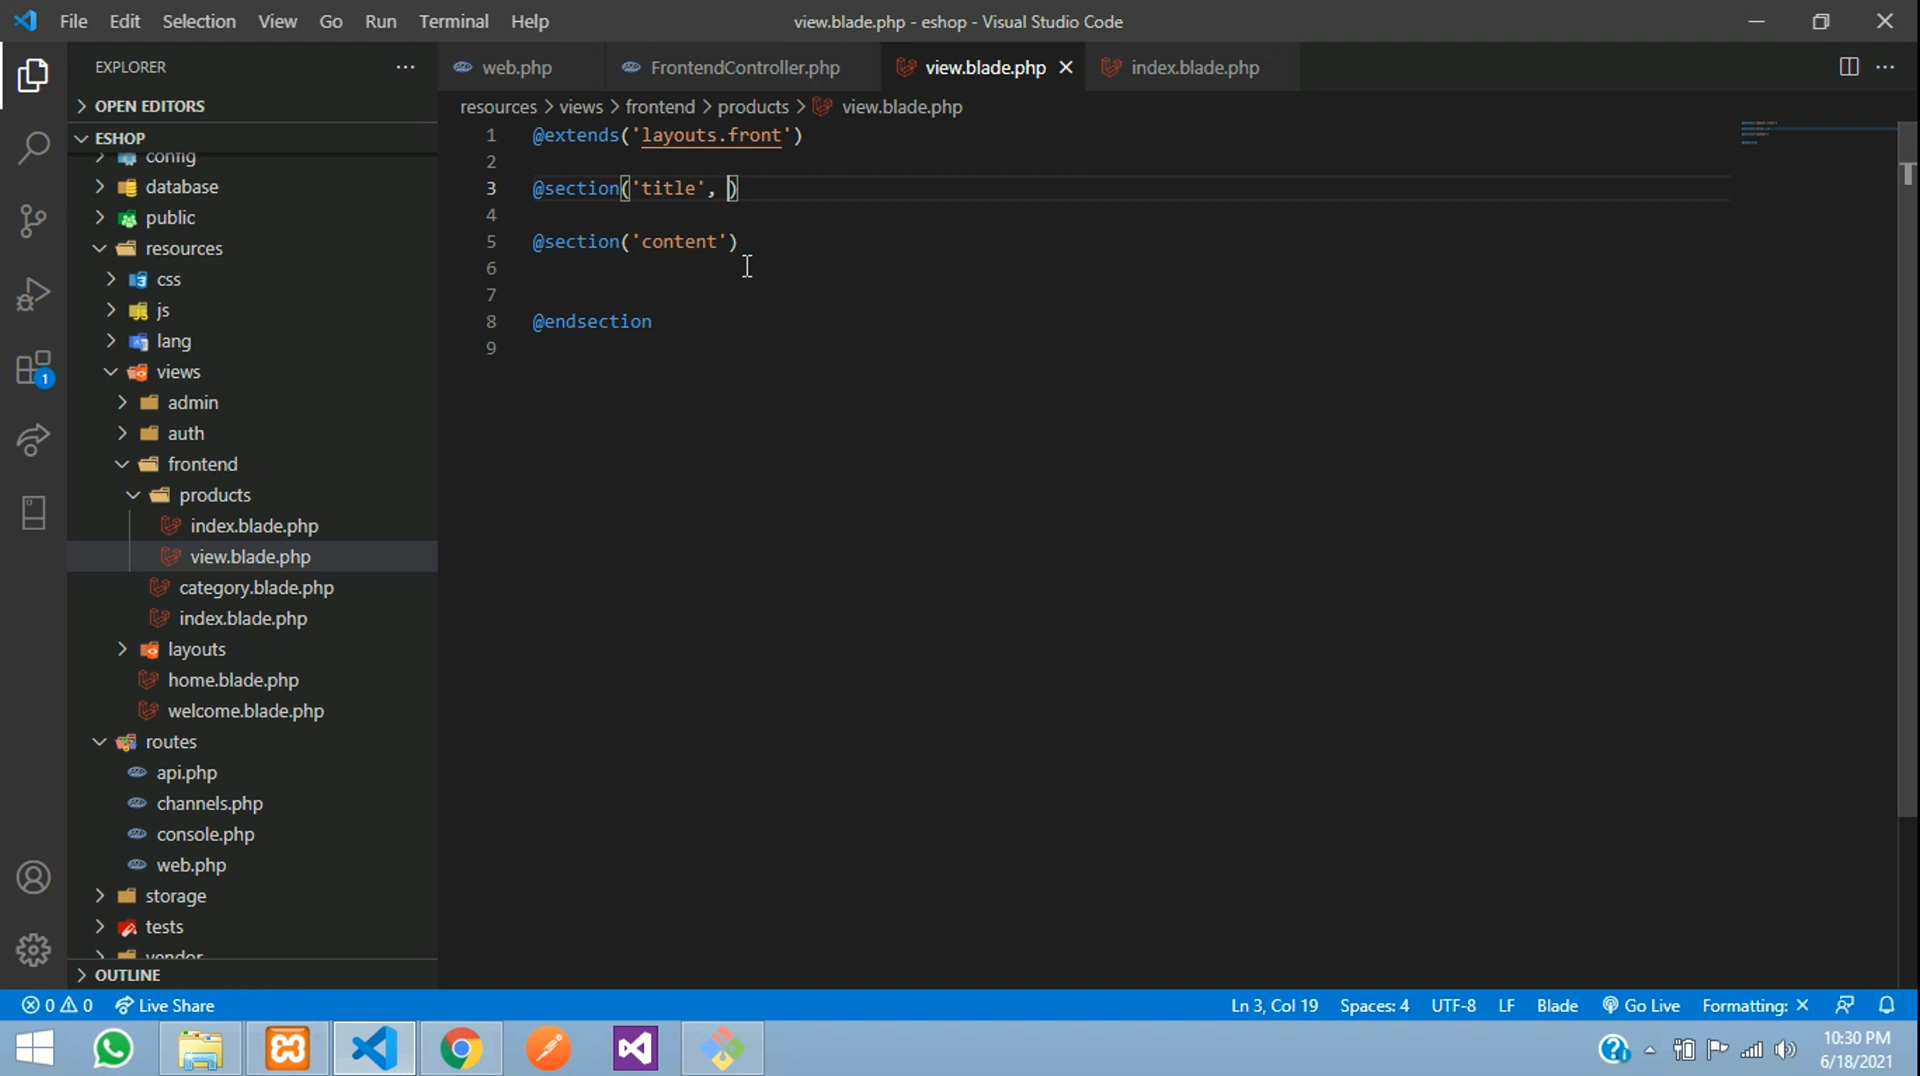 File Edit Selection View Go Run Terminal Help
view.blade.php - eshop - Visual Studio Code
EXPLORER
web.php
FrontendController.php
view.blade.php
index.blade.php
OPEN EDITORS
resources > views > frontend > products > view.blade.php
ESHOP
config
database
public
resources
css
js
lang
views
admin
auth
frontend
products
index.blade.php
view.blade.php
category.blade.php
index.blade.php
layouts
home.blade.php
welcome.blade.php
routes
api.php
channels.php
console.php
web.php
storage
tests
vendor
OUTLINE
1 @extends('layouts.front')
2
3 @section('title', )
4
5 @section('content')
6
7
8 @endsection
9
1
0 0 Live Share
Ln 3, Col 19 Spaces: 4 UTF-8 LF Blade Go Live Formatting: ×
10:30 PM
6/18/2021